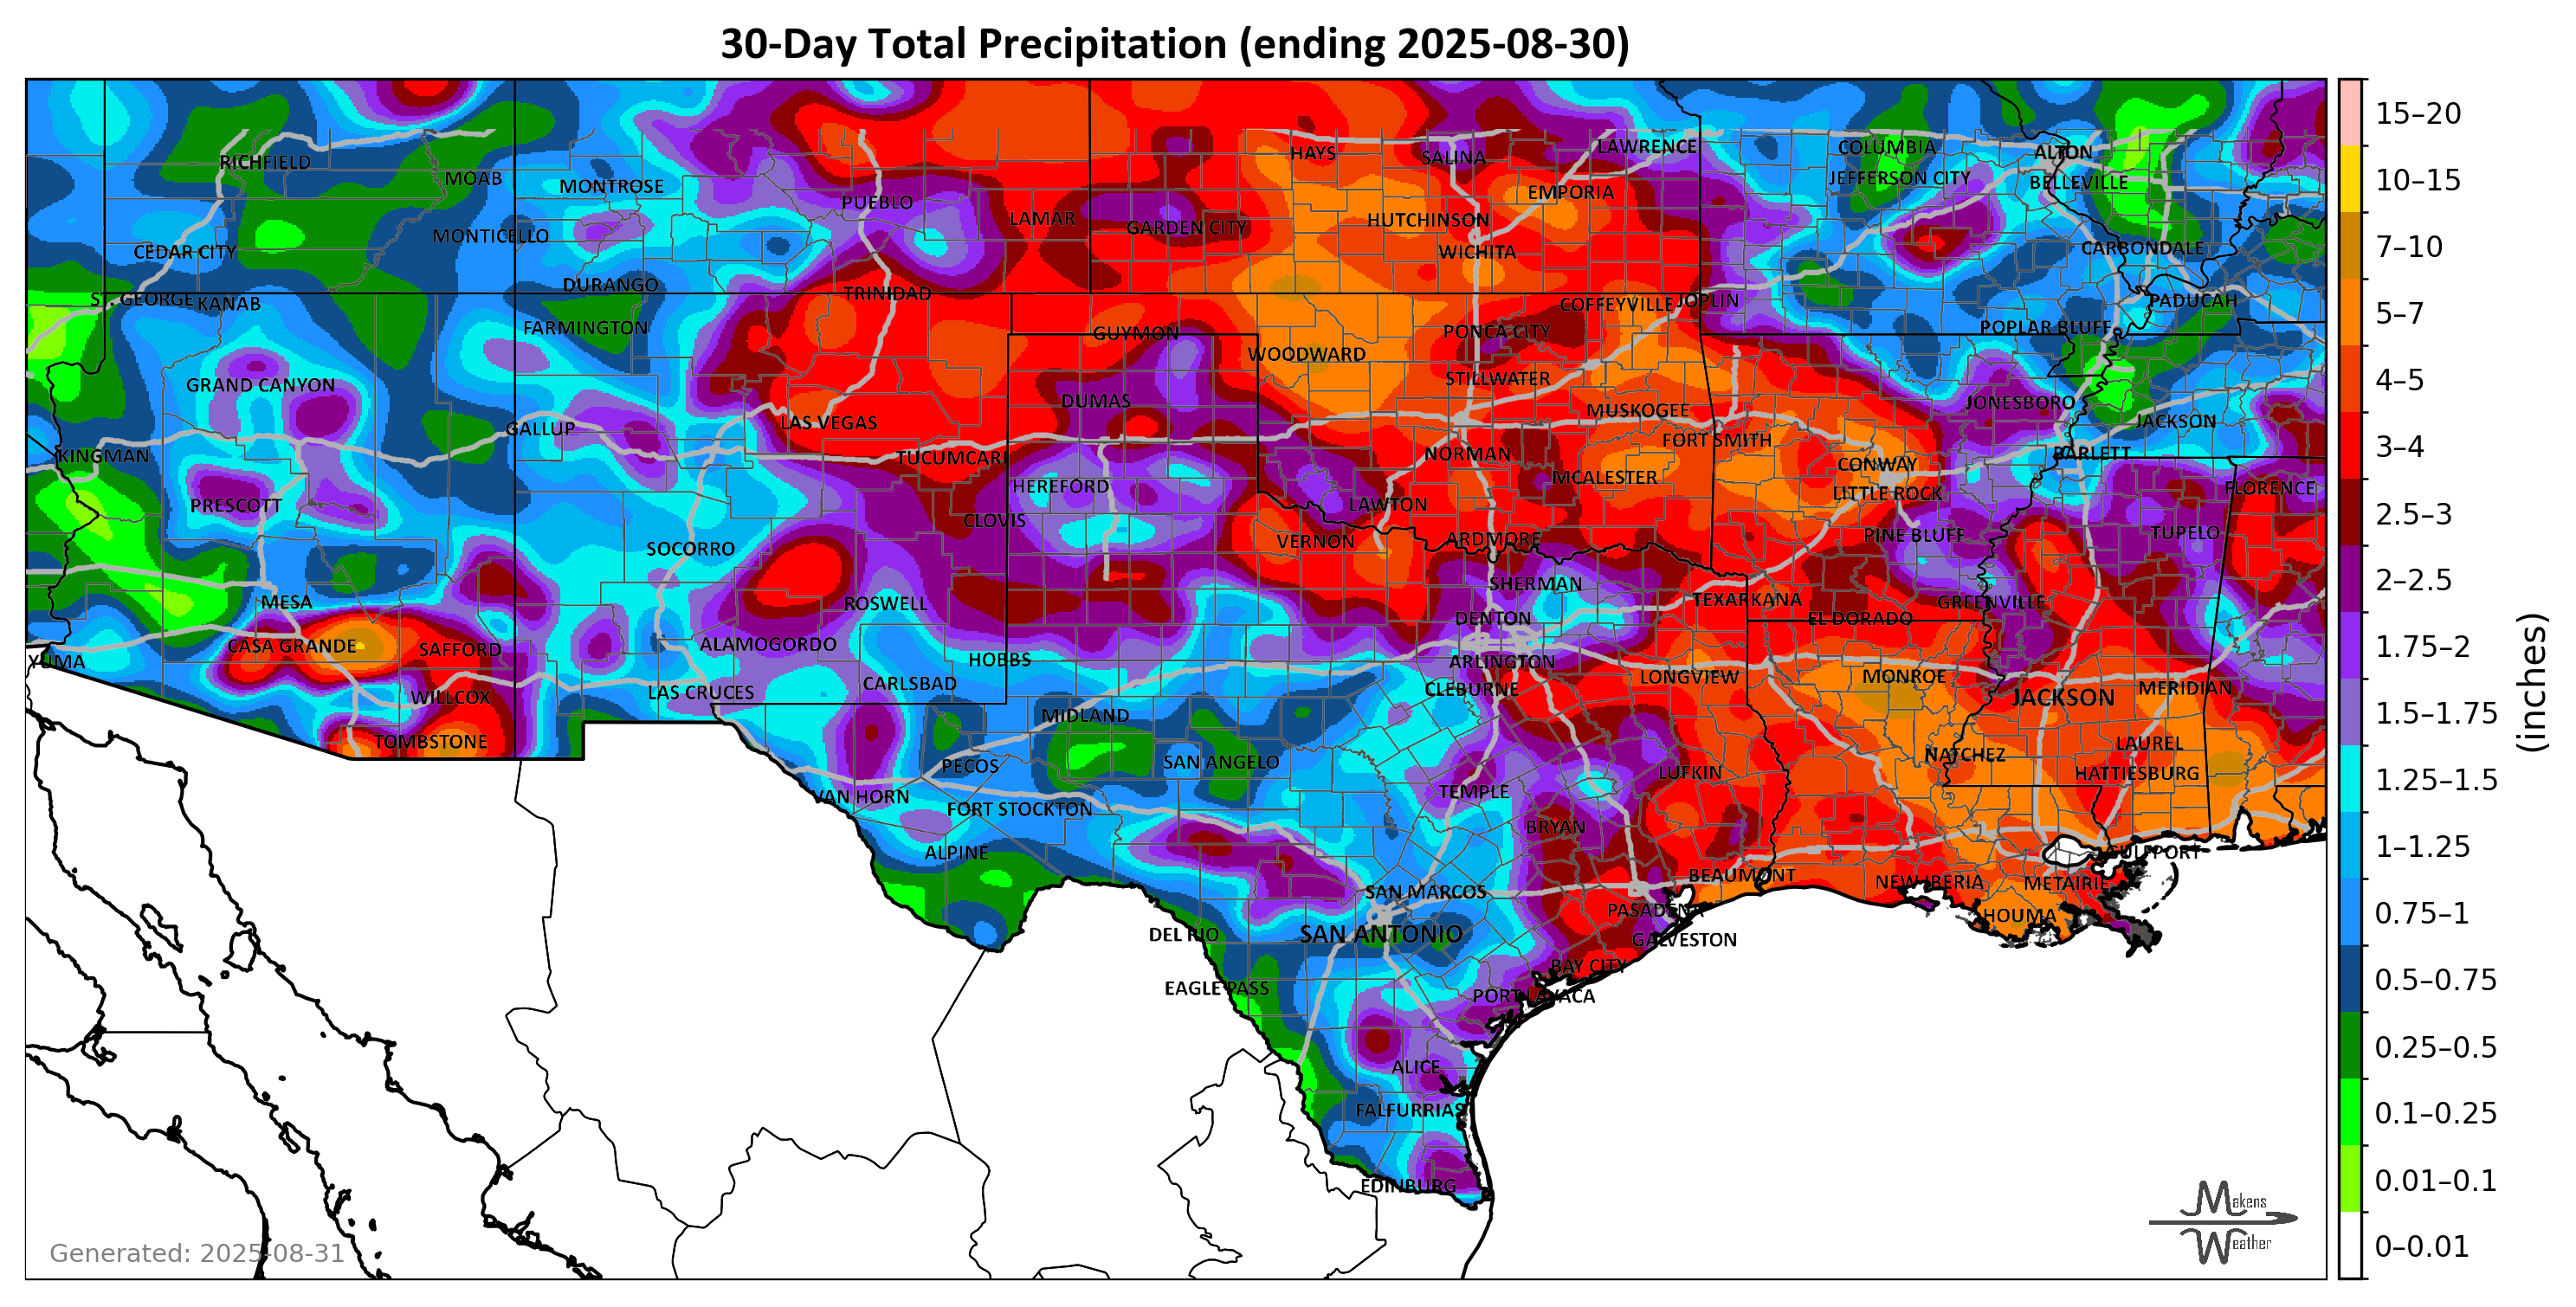 30-Day Total Precipitation (ending 2025-08-30)
RICHFIELD
MOAB
MONTROSE
PUEBLO
LAMAR
GARDEN CITY
HAYS
SALINA
LAWRENCE
EMPORIA
HUTCHINSON
WICHITA
COLUMBIA
JEFFERSON CITY
ALTON
BELLEVILLE
CARBONDALE
PADUCAH
CEDAR CITY
MONTICELLO
DURANGO
TRINIDAD
COFFEYVILLE
JOPLIN
ST. GEORGE
KANAB
FARMINGTON
GUYMON
WOODWARD
PONCA CITY
STILLWATER
POPLAR BLUFF
GRAND CANYON
GALLUP
LAS VEGAS
DUMAS
MUSKOGEE
FORT SMITH
JONESBORO
JACKSON
KINGMAN
TUCUMCARI
HEREFORD
NORMAN
MCALESTER
CONWAY
LITTLE ROCK
BARLETT
FLORENCE
PRESCOTT
CLOVIS
LAWTON
PINE BLUFF
TUPELO
SOCORRO
VERNON
ARDMORE
MESA
ROSWELL
SHERMAN
DENTON
TEXARKANA
EL DORADO
GREENVILLE
CASA GRANDE
SAFFORD
ALAMOGORDO
HOBBS
ARLINGTON
YUMA
WILLCOX
LAS CRUCES
CARLSBAD
CLEBURNE
LONGVIEW
MONROE
JACKSON
MERIDIAN
TOMBSTONE
MIDLAND
PECOS
SAN ANGELO
NATCHEZ
LAUREL
HATTIESBURG
VAN HORN
FORT STOCKTON
TEMPLE
LUFKIN
BRYAN
ALPINE
BEAUMONT
GULFPORT
SAN MARCOS
NEW IBERIA
METAIRIE
DEL RIO
SAN ANTONIO
PASADENA
GALVESTON
HOUMA
EAGLE PASS
BAY CITY
PORT LAVACA
ALICE
FALFURRIAS
EDINBURG
Generated: 2025-08-31
Makens
Weather
15–20
10–15
7–10
5–7
4–5
3–4
2.5–3
2–2.5
1.75–2
1.5–1.75
1.25–1.5
1–1.25
0.75–1
0.5–0.75
0.25–0.5
0.1–0.25
0.01–0.1
0–0.01
(inches)